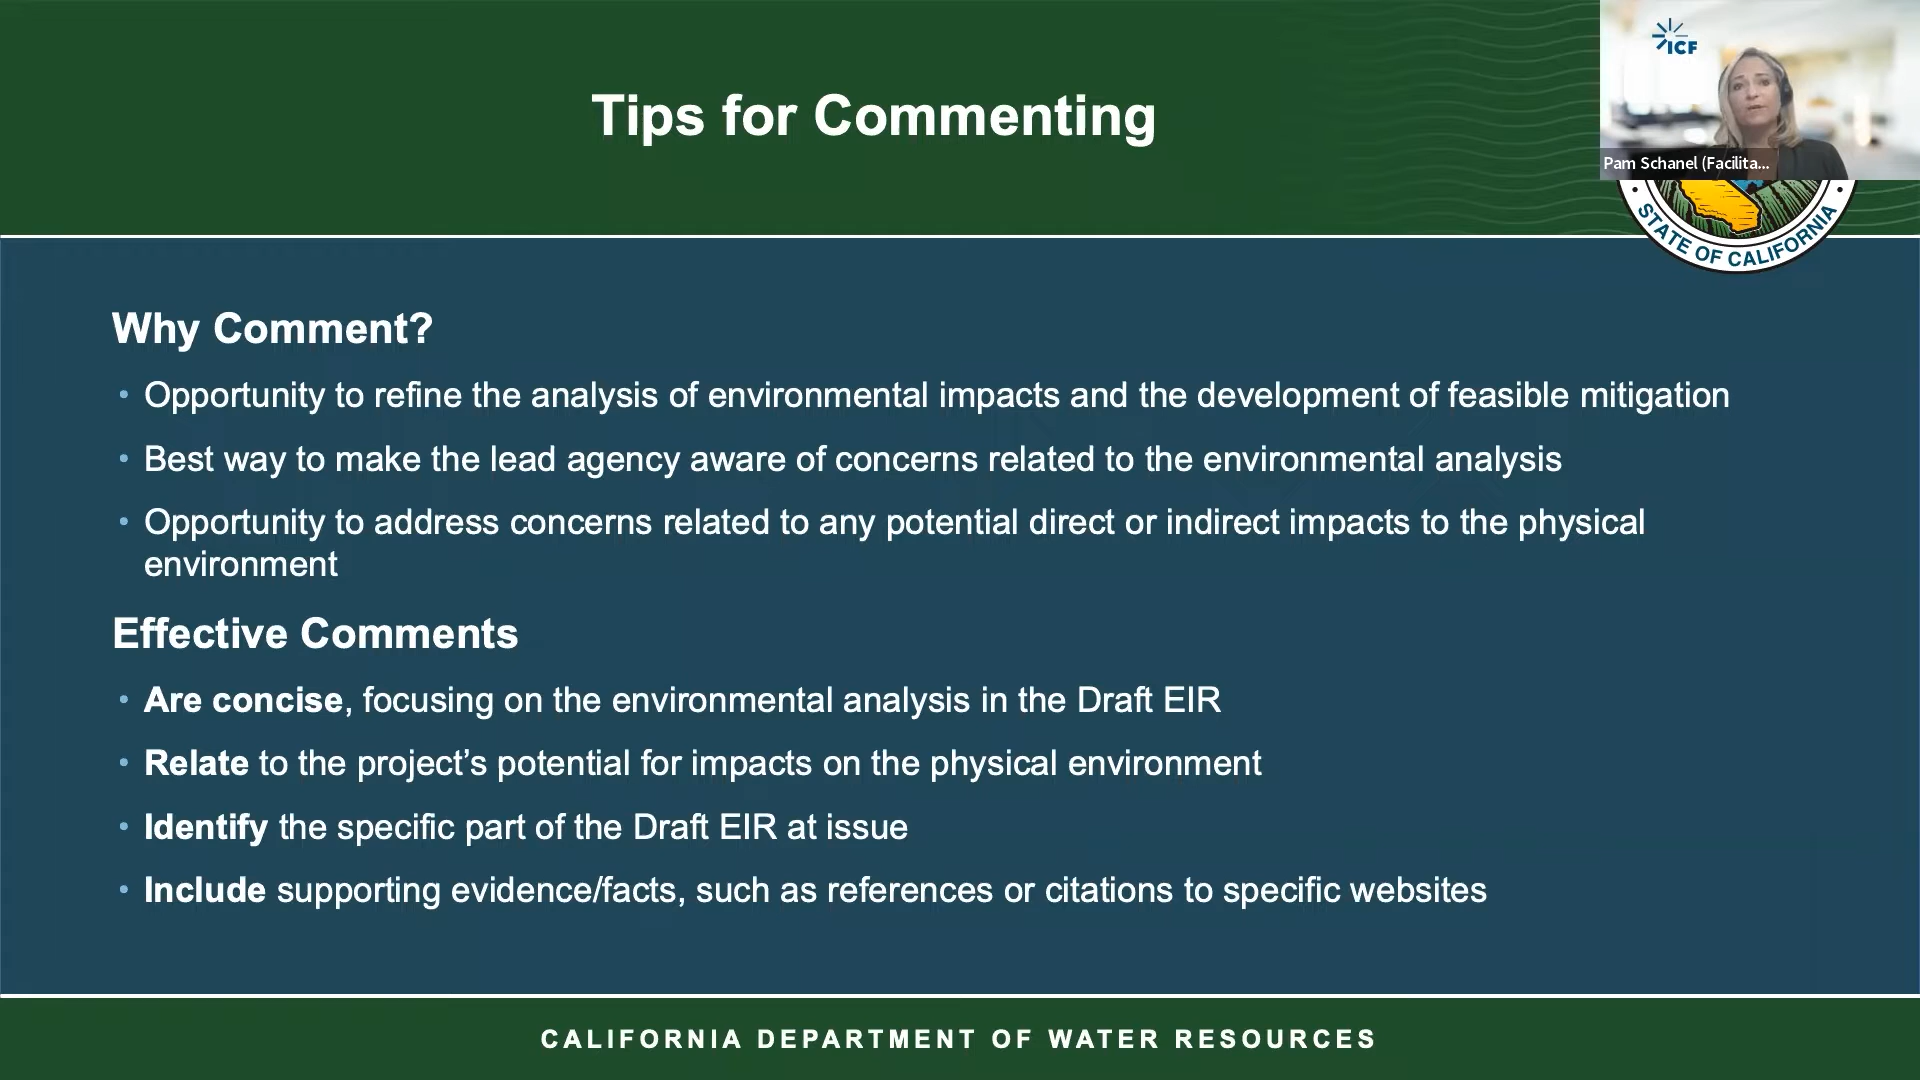 Tips for Commenting
ICF
Pam Schanel (Facilita...
STATE OF CALIFORNIA
Why Comment?
• Opportunity to refine the analysis of environmental impacts and the development of feasible mitigation
• Best way to make the lead agency aware of concerns related to the environmental analysis
• Opportunity to address concerns related to any potential direct or indirect impacts to the physical
environment
Effective Comments
• Are concise, focusing on the environmental analysis in the Draft EIR
• Relate to the project’s potential for impacts on the physical environment
• Identify the specific part of the Draft EIR at issue
• Include supporting evidence/facts, such as references or citations to specific websites
CALIFORNIA DEPARTMENT OF WATER RESOURCES